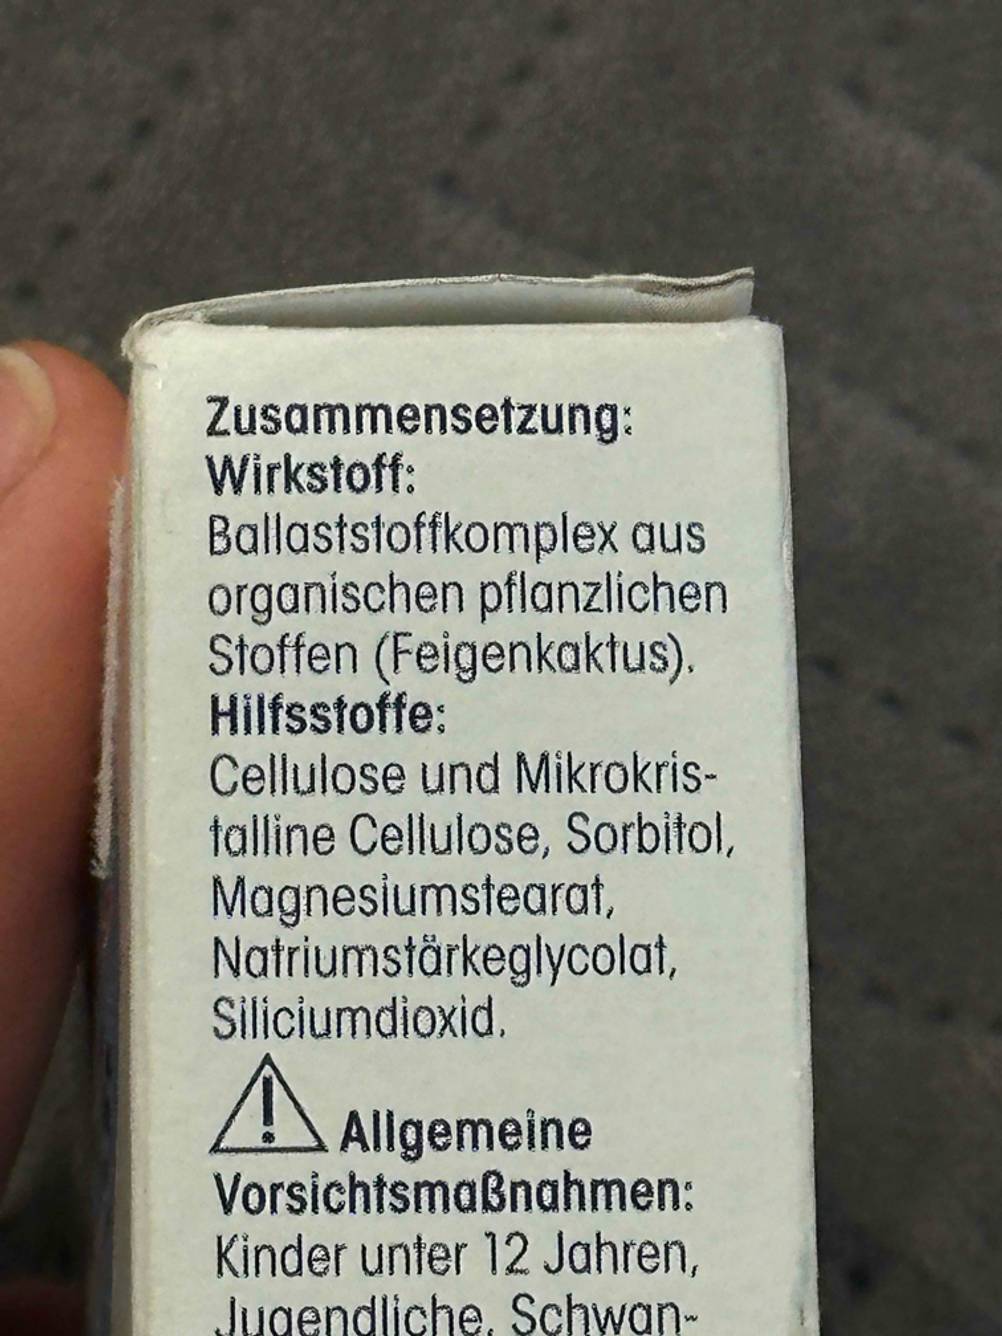 Zusammensetzung:
Wirkstoff:
Ballaststoffkomplex aus
organischen pflanzlichen
Stoffen (Feigenkaktus).
Hilfsstoffe:
Cellulose und Mikrokris-
talline Cellulose, Sorbitol,
Magnesiumstearat,
Natriumstärkeglycolat,
Siliciumdioxid.
Allgemeine
Vorsichtsmaßnahmen:
Kinder unter 12 Jahren,
Jugendliche, Schwan-